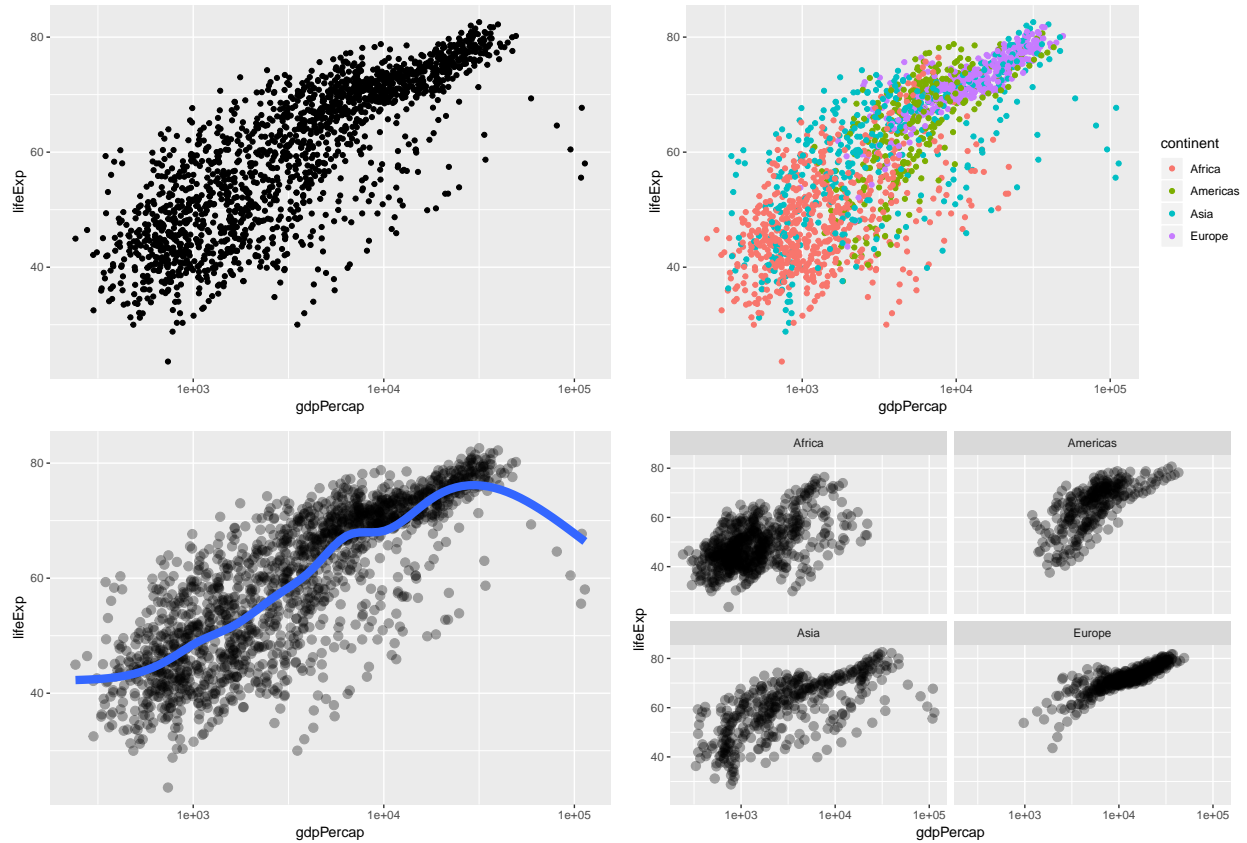 80
60
40
lifeExp
1e+03 1e+04 1e+05
gdpPercap
80
60
40
lifeExp
1e+03 1e+04 1e+05
gdpPercap
continent
Africa
Americas
Asia
Europe
80
60
40
lifeExp
1e+03 1e+04 1e+05
gdpPercap
Africa Americas
80
60
40
lifeExp
Asia Europe
80
60
40
1e+03 1e+04 1e+05 1e+03 1e+04 1e+05
gdpPercap